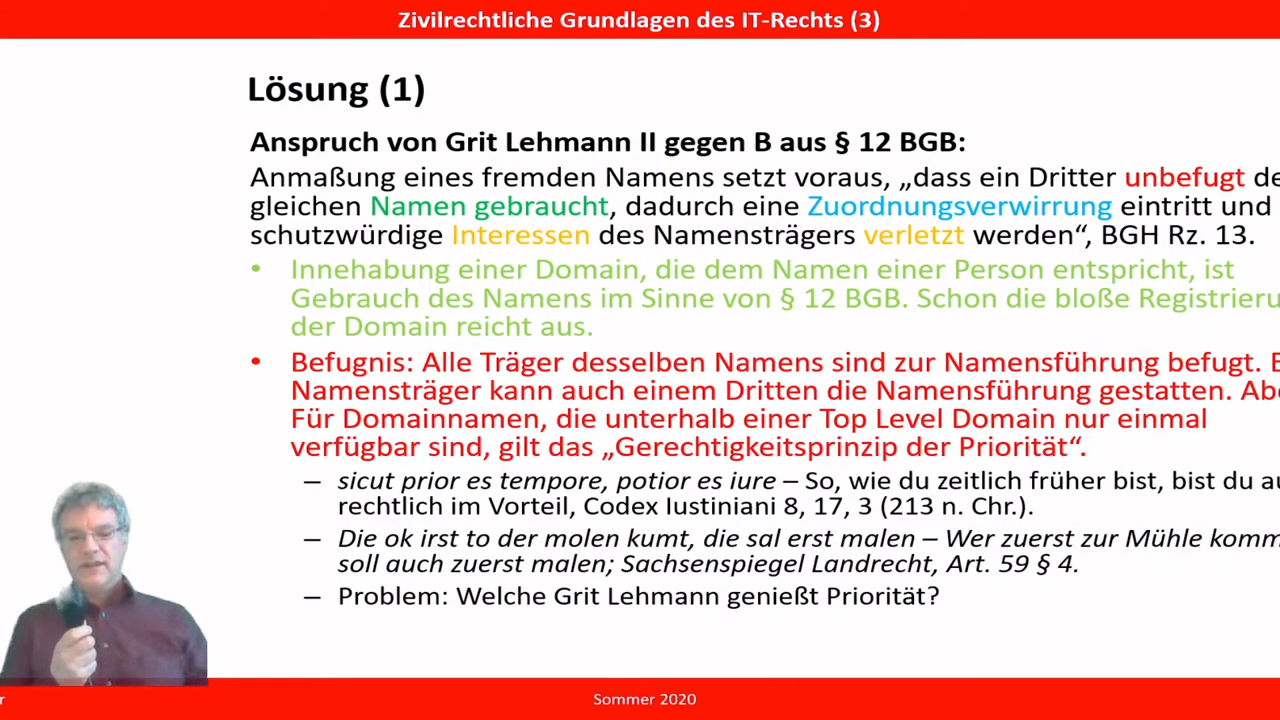 Zivilrechtliche Grundlagen des IT-Rechts (3)
Lösung (1)
Anspruch von Grit Lehmann II gegen B aus § 12 BGB:
Anmaßung eines fremden Namens setzt voraus, „dass ein Dritter unbefugt de
gleichen Namen gebraucht, dadurch eine Zuordnungsverwirrung eintritt und
schutzwürdige Interessen des Namensträgers verletzt werden“, BGH Rz. 13.
• Innehabung einer Domain, die dem Namen einer Person entspricht, ist
Gebrauch des Namens im Sinne von § 12 BGB. Schon die bloße Registrieru
der Domain reicht aus.
• Befugnis: Alle Träger desselben Namens sind zur Namensführung befugt. E
Namensträger kann auch einem Dritten die Namensführung gestatten. Abe
Für Domainnamen, die unterhalb einer Top Level Domain nur einmal
verfügbar sind, gilt das „Gerechtigkeitsprinzip der Priorität“.
– sicut prior es tempore, potior es iure – So, wie du zeitlich früher bist, bist du au
rechtlich im Vorteil, Codex Iustiniani 8, 17, 3 (213 n. Chr.).
– Die ok irst to der molen kumt, die sal erst malen – Wer zuerst zur Mühle komm
soll auch zuerst malen; Sachsenspiegel Landrecht, Art. 59 § 4.
– Problem: Welche Grit Lehmann genießt Priorität?
r
Sommer 2020